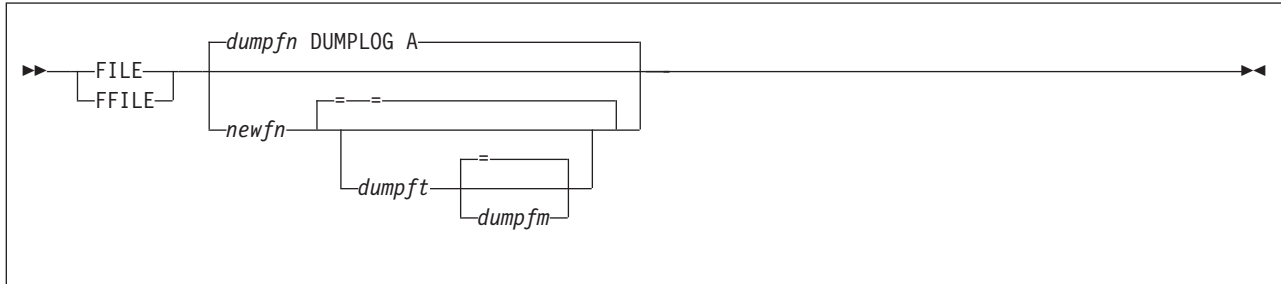 dumpfn DUMPLOG A
FILE
FFILE
= =
newfn
=
dumpft
dumpfm